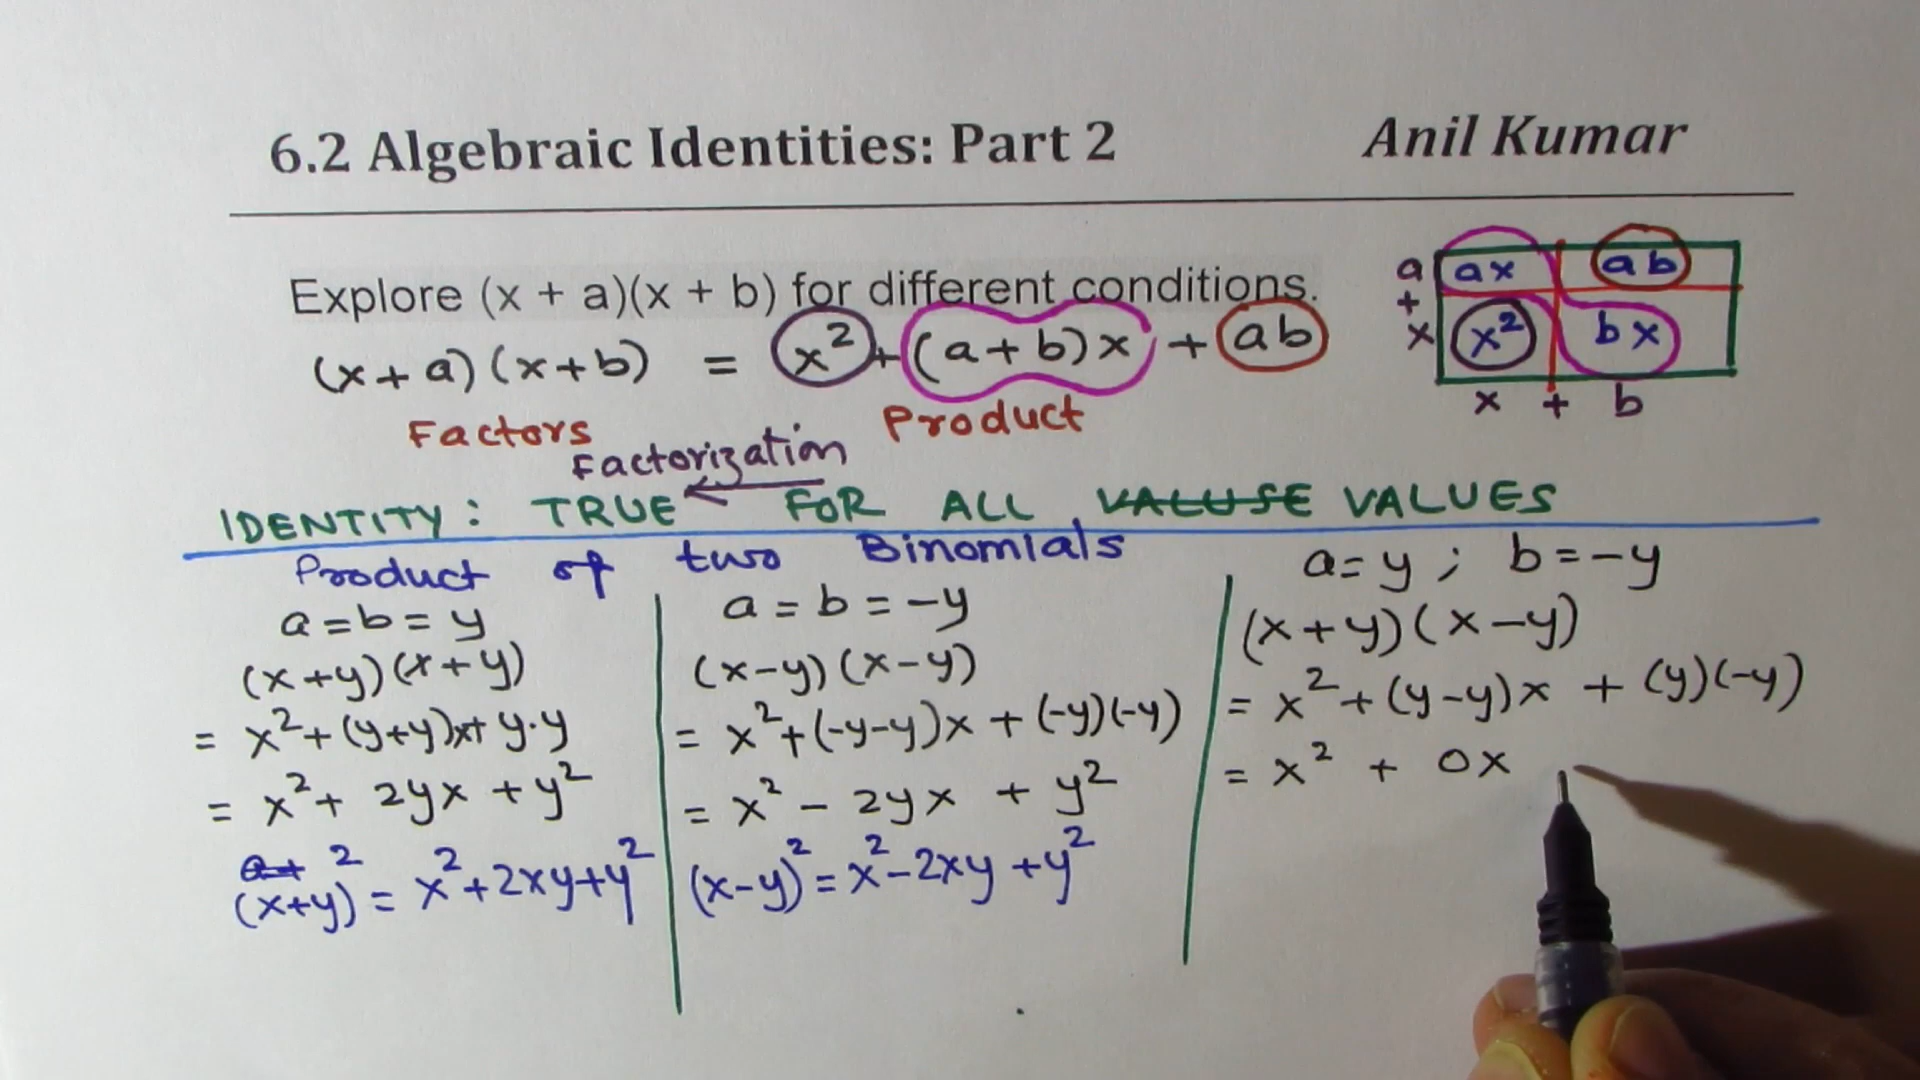 6.2 Algebraic Identities: Part 2 Anil Kumar
Explore (x + a)(x + b) for different conditions.
(x+a)(x+b) = x²+(a+b)x + ab
Factors Product
Factorization
a ax ab
+
x x² bx
x + b
IDENTITY: TRUE FOR ALL VALUSE VALUES
Product of two Binomials
a=b=y
(x+y)(x+y)
= x²+(y+y)x+ y·y
= x²+ 2yx +y²
a+
(x+y)² = x²+2xy+y²
a=b=-y
(x-y)(x-y)
= x²+(-y-y)x+(-y)(-y)
= x² - 2yx + y²
(x-y)² = x²-2xy+y²
a=y; b=-y
(x+y)(x-y)
= x²+(y-y)x + (y)(-y)
= x² + 0x